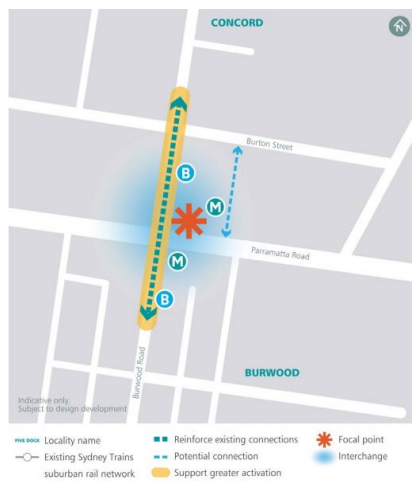 CONCORD
N
Burton Street
B
M
Parramatta Road
M
B
Burwood Road
BURWOOD
Indicative only.
Subject to design development
FIVE DOCK Locality name
Existing Sydney Trains
suburban rail network
Reinforce existing connections
Potential connection
Support greater activation
Focal point
Interchange